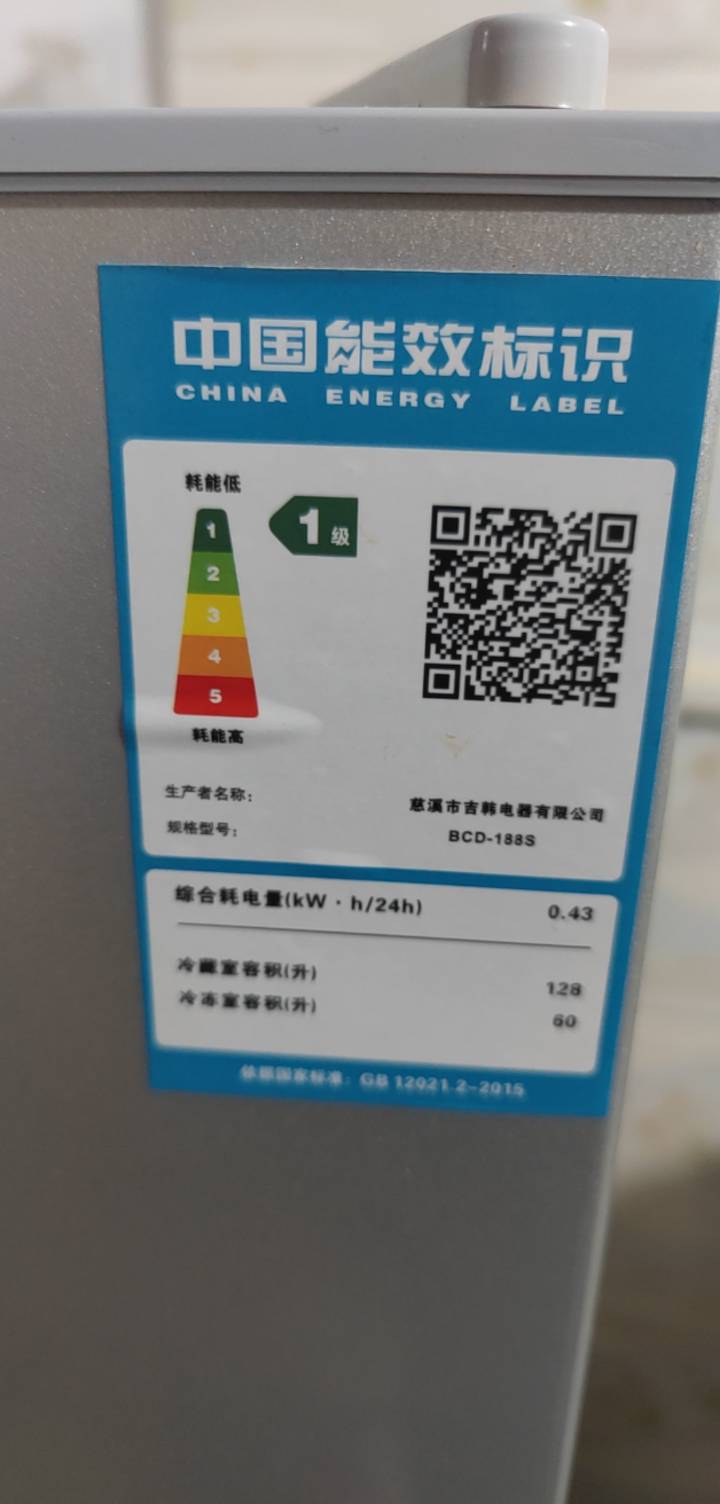 中国能效标识
CHINA ENERGY LABEL
耗能低
1
1级
2
3
4
5
耗能高
生产者名称：
慈溪市吉韩电器有限公司
规格型号：
BCD-188S
综合耗电量(kW·h/24h) 0.43
冷藏室容积(升) 128
冷冻室容积(升) 60
依据国家标准：GB 12021.2-2015